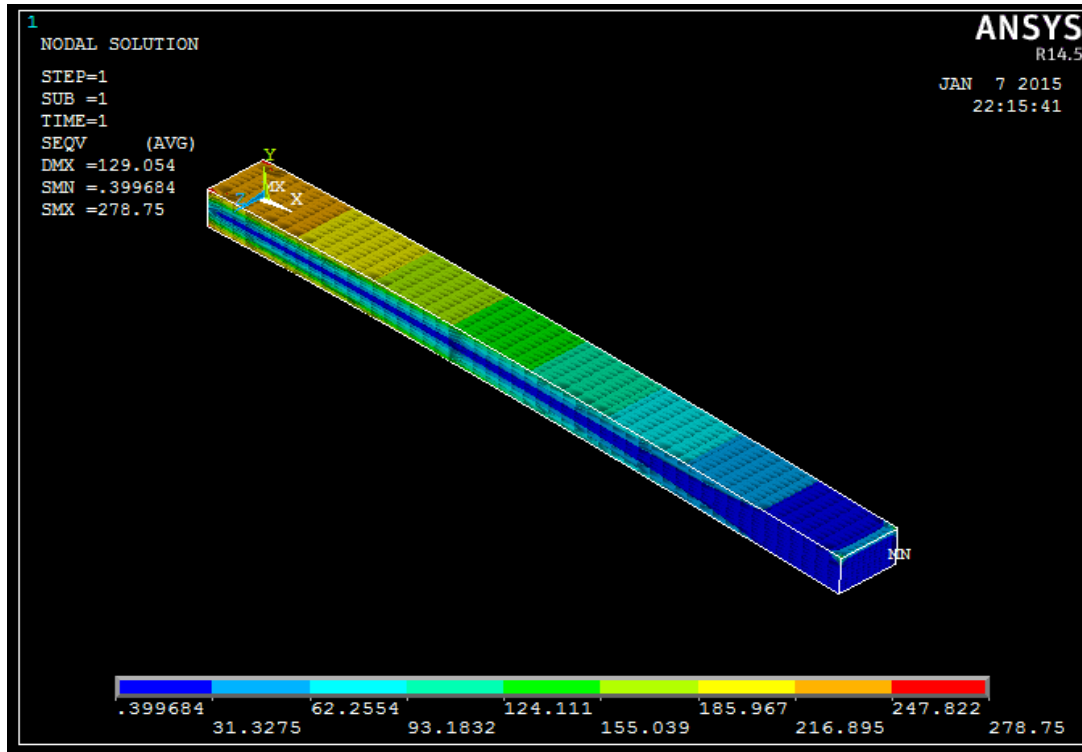 1
NODAL SOLUTION
STEP=1
SUB =1
TIME=1
SEQV (AVG)
DMX =129.054
SMN =.399684
SMX =278.75
ANSYS
R14.5
JAN 7 2015
22:15:41
Y
MX
Z
X
MN
.399684 62.2554 124.111 185.967 247.822
31.3275 93.1832 155.039 216.895 278.75